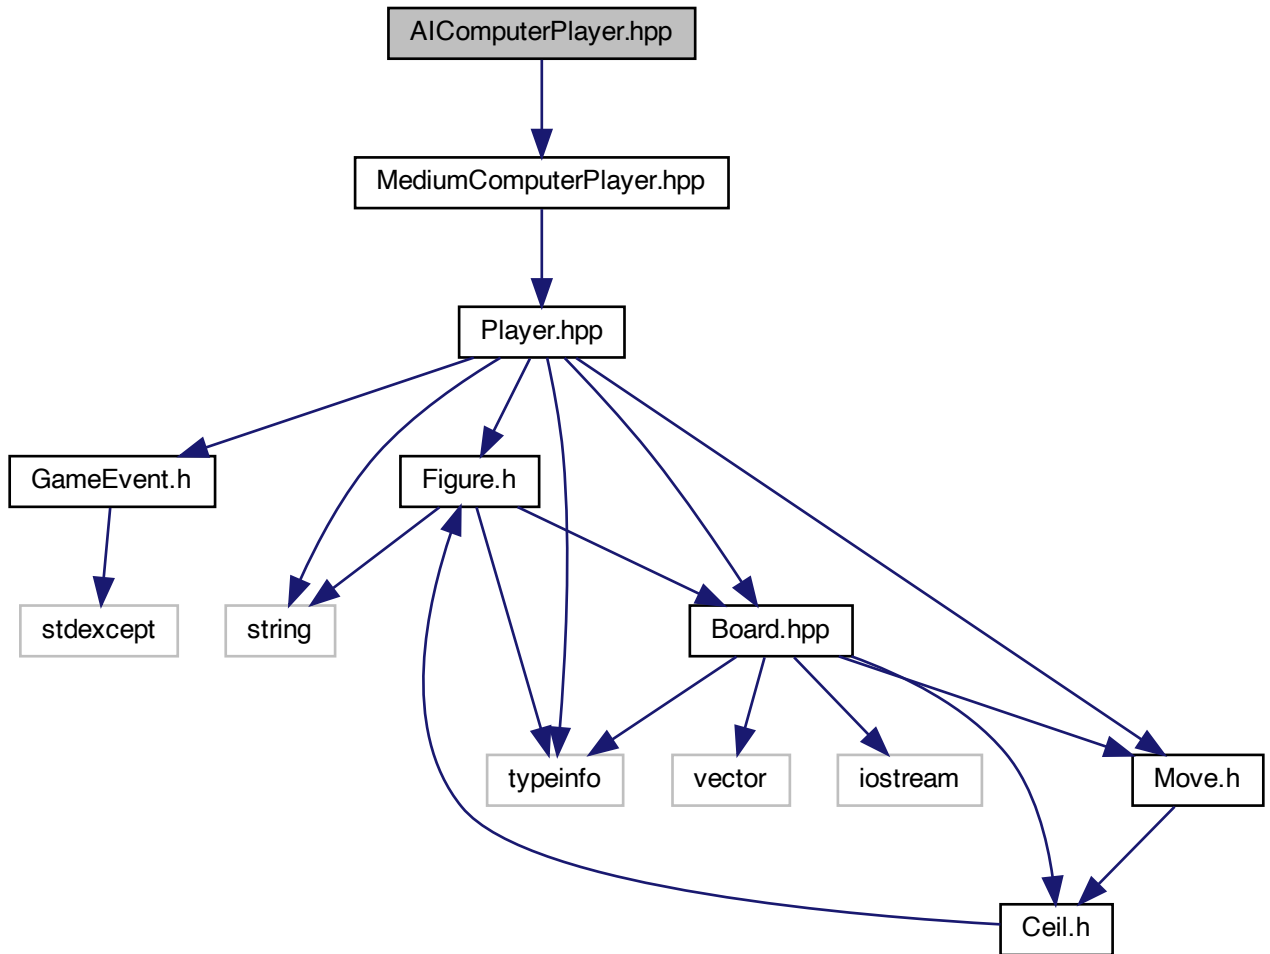 AIComputerPlayer.hpp
MediumComputerPlayer.hpp
Player.hpp
GameEvent.h
Figure.h
stdexcept
string
Board.hpp
typeinfo
vector
iostream
Move.h
Ceil.h